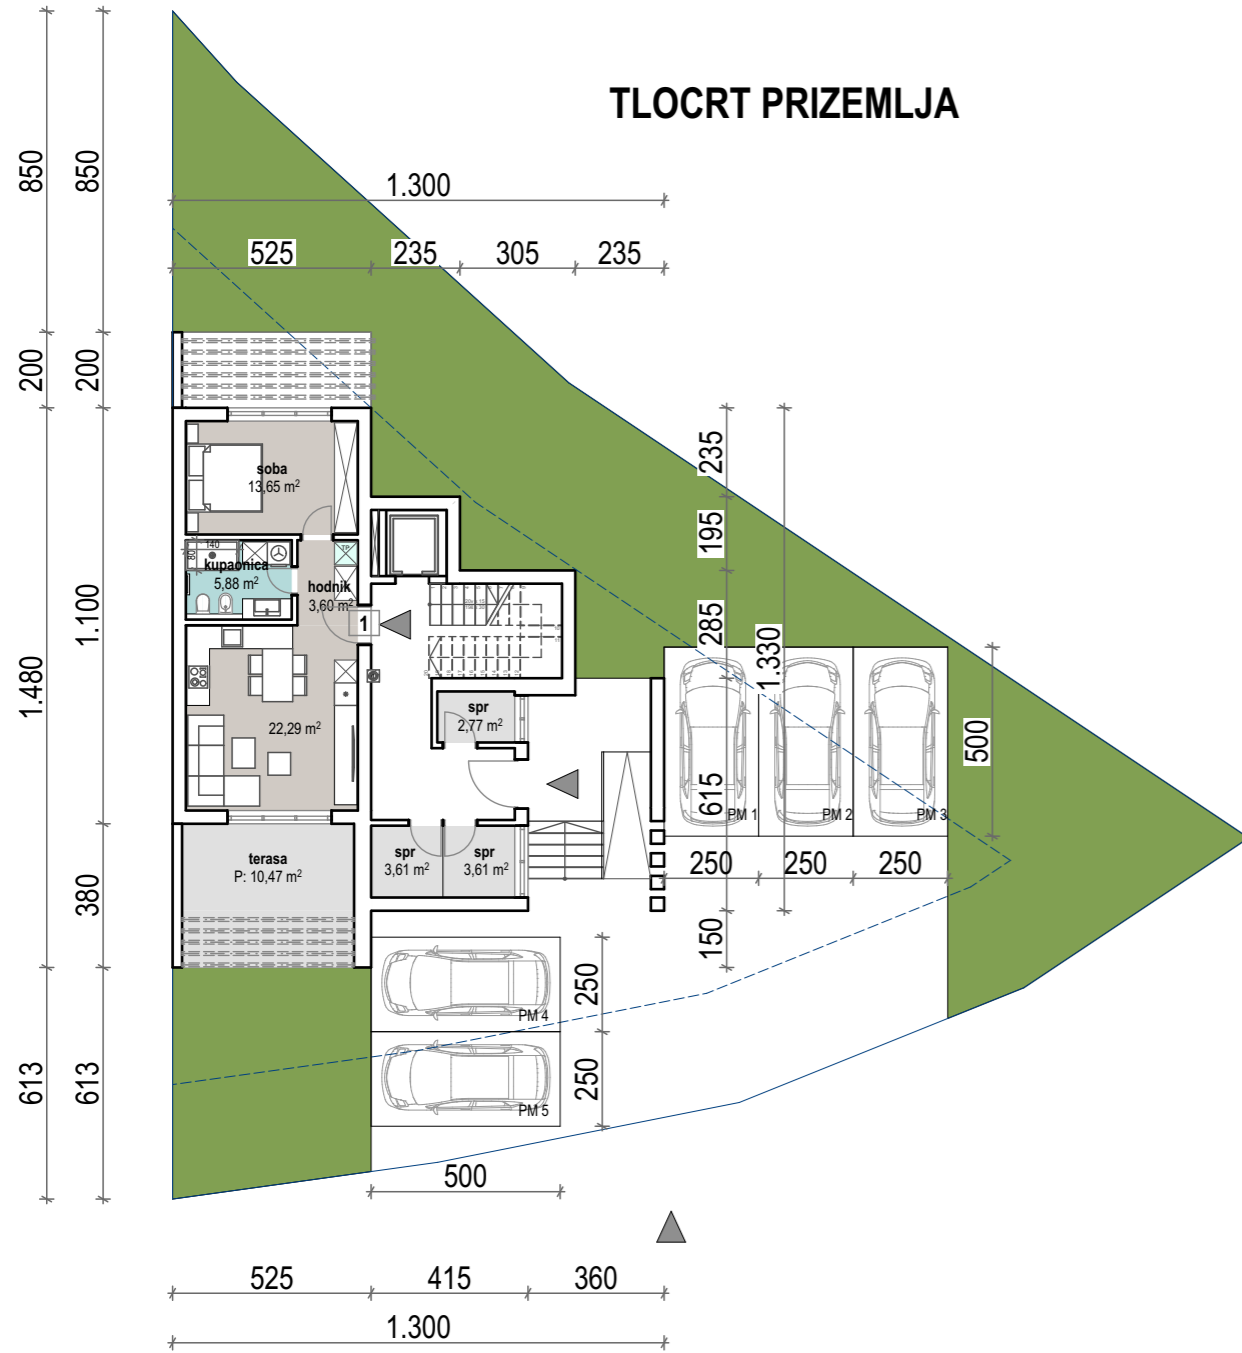 TLOCRT PRIZEMLJA
1.300
525 235 305 235
850 850
200 200
1.480 1.100
380
613 613
235
195
285
1.330
615
150
500
soba
13,65 m²
140
80
kupaonica
5,88 m²
TP
hodnik
3,60 m²
1
22,29 m²
spr
2,77 m²
PM 1 PM 2 PM 3
250 250 250
spr
3,61 m²
spr
3,61 m²
terasa
P: 10,47 m²
PM 4
250
PM 5
250
500
525 415 360
1.300